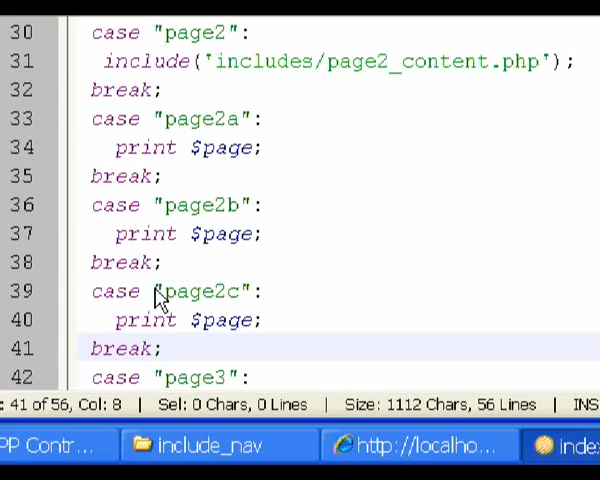 30 case "page2":
31 include('includes/page2_content.php');
32 break;
33 case "page2a":
34 print $page;
35 break;
36 case "page2b":
37 print $page;
38 break;
39 case "page2c":
40 print $page;
41 break;
42 case "page3":
: 41 of 56, Col: 8 | Sel: 0 Chars, 0 Lines | Size: 1112 Chars, 56 Lines | INS
PP Contr... include_nav http://localho... inde